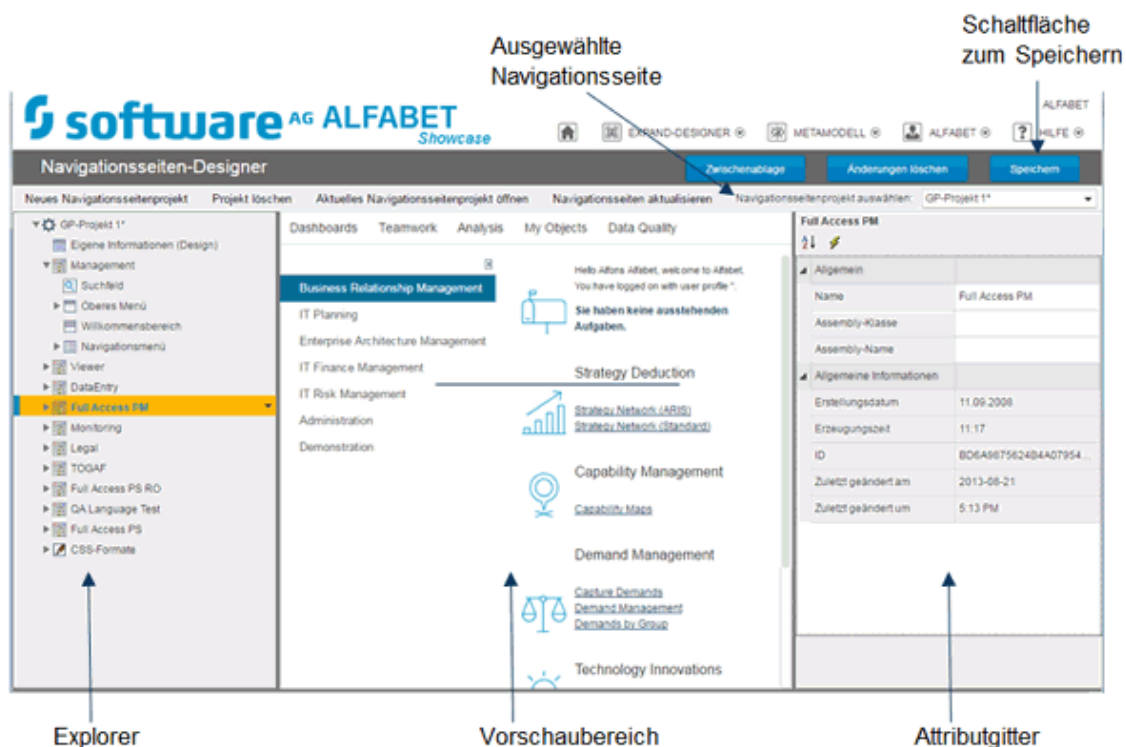 Ausgewählte
Navigationsseite
Schaltfläche
zum Speichern
software AG ALFABET
Showcase
ALFABET
EXPAND-DESIGNER METAMODELL ALFABET HILFE
Navigationsseiten-Designer
Zwischenablage Änderungen löschen Speichern
Neues Navigationsseitenprojekt Projekt löschen Aktuelles Navigationsseitenprojekt öffnen Navigationsseiten aktualisieren Navigationsseitenprojekt auswählen: GP-Projekt 1*
GP-Projekt 1*
Eigene Informationen (Design)
Management
Suchfeld
Oberes Menü
Willkommensbereich
Navigationsmenü
Viewer
DataEntry
Full Access PM
Monitoring
Legal
TOGAF
Full Access PS RO
QA Language Test
Full Access PS
CSS-Formate
Dashboards Teamwork Analysis My Objects Data Quality
Business Relationship Management
IT Planning
Enterprise Architecture Management
IT Finance Management
IT Risk Management
Administration
Demonstration
Hello Alfons Alfabet, welcome to Alfabet.
You have logged on with user profile ''.
Sie haben keine ausstehenden
Aufgaben.
Strategy Deduction
Strategy Network (ARIS)
Strategy Network (Standard)
Capability Management
Capability Maps
Demand Management
Capture Demands
Demand Management
Demands by Group
Technology Innovations
Full Access PM
Allgemein
Name Full Access PM
Assembly-Klasse
Assembly-Name
Allgemeine Informationen
Erstellungsdatum 11.09.2008
Erzeugungszeit 11:17
ID BD6A9875624B4A07954...
Zuletzt geändert am 2013-08-21
Zuletzt geändert um 5:13 PM
Explorer
Vorschaubereich
Attributgitter